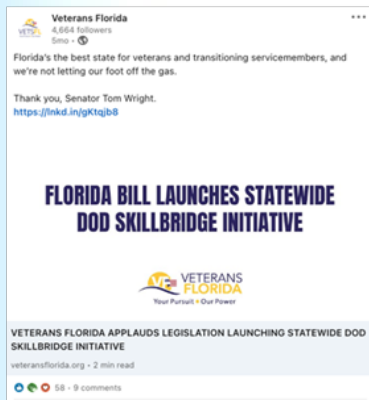 Veterans Florida
4,664 followers
5mo •
Florida's the best state for veterans and transitioning servicemembers, and
we're not letting our foot off the gas.
Thank you, Senator Tom Wright.
https://lnkd.in/gKtqjb8
FLORIDA BILL LAUNCHES STATEWIDE
DOD SKILLBRIDGE INITIATIVE
VF VETERANS
FLORIDA
Your Pursuit • Our Power
VETERANS FLORIDA APPLAUDS LEGISLATION LAUNCHING STATEWIDE DOD
SKILLBRIDGE INITIATIVE
veteransflorida.org • 2 min read
58 • 9 comments